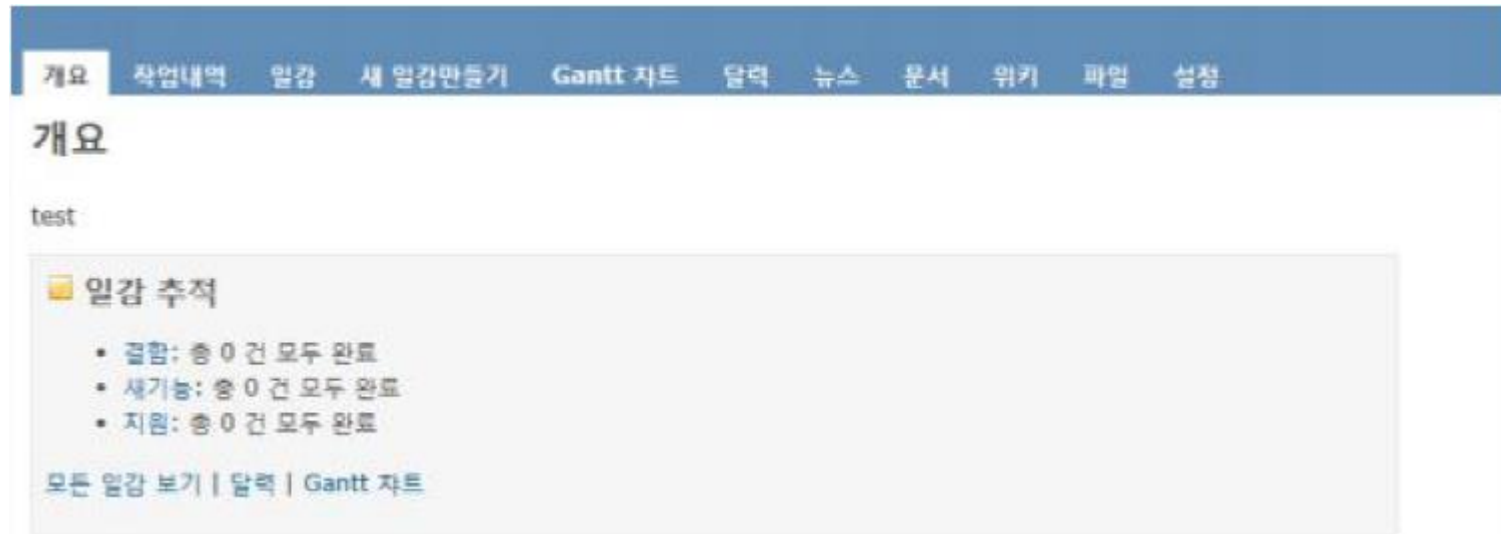 개요 작업내역 일감 새 일감만들기 Gantt 차트 달력 뉴스 문서 위키 파일 설정
개요
test
일감 추적
• 결함: 총 0 건 모두 완료
• 새기능: 총 0 건 모두 완료
• 지원: 총 0 건 모두 완료
모든 일감 보기 | 달력 | Gantt 차트